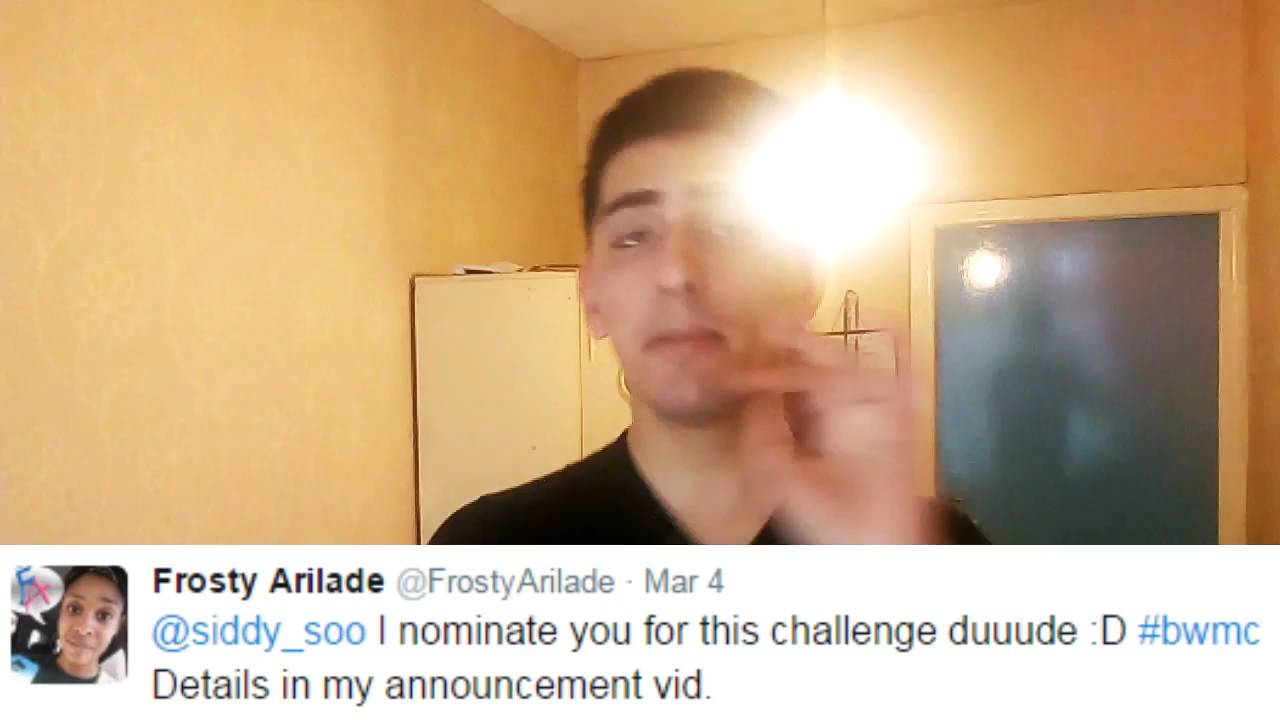 Frosty Arilade @FrostyArilade · Mar 4
@siddy_soo I nominate you for this challenge duuude :D #bwmc
Details in my announcement vid.